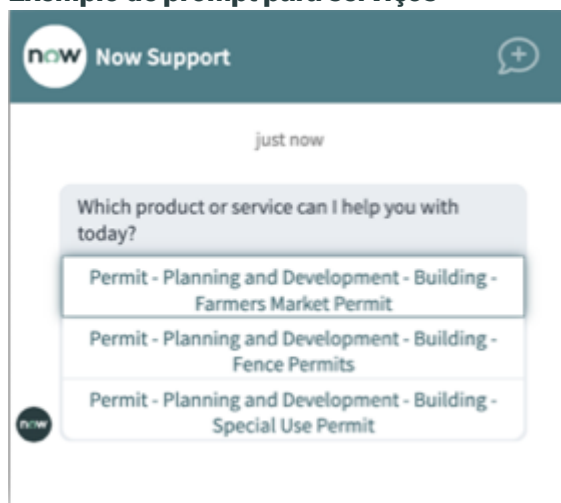 Exemplo de prompt para serviços
now Now Support
just now
Which product or service can I help you with
today?
Permit - Planning and Development - Building -
Farmers Market Permit
Permit - Planning and Development - Building -
Fence Permits
Permit - Planning and Development - Building -
Special Use Permit
now